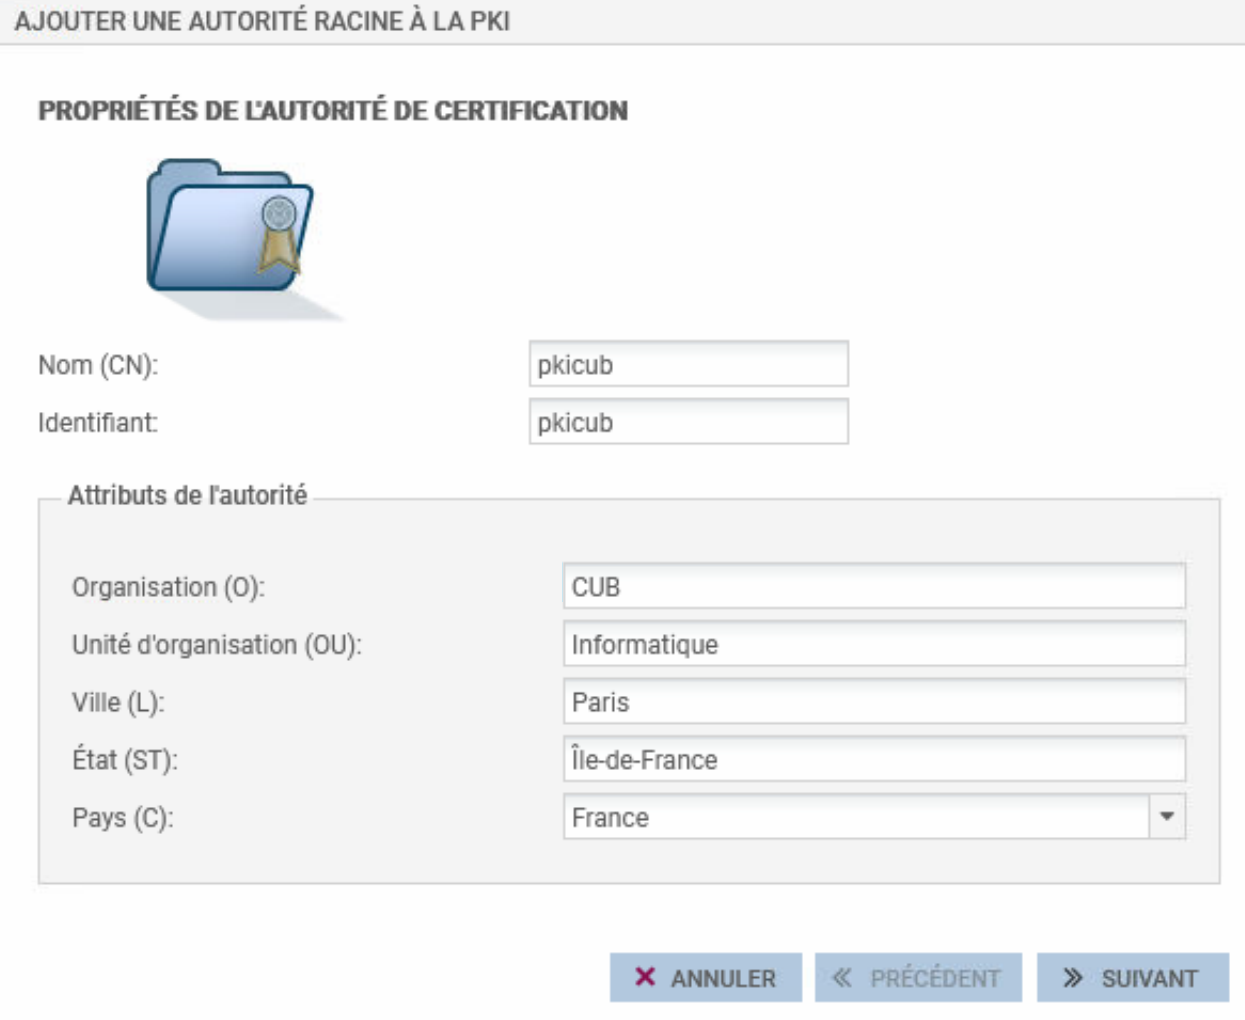 AJOUTER UNE AUTORITÉ RACINE À LA PKI
PROPRIÉTÉS DE L'AUTORITÉ DE CERTIFICATION
Nom (CN): pkicub
Identifiant: pkicub
Attributs de l'autorité
Organisation (O): CUB
Unité d'organisation (OU): Informatique
Ville (L): Paris
État (ST): Île-de-France
Pays (C): France
ANNULER PRÉCÉDENT SUIVANT